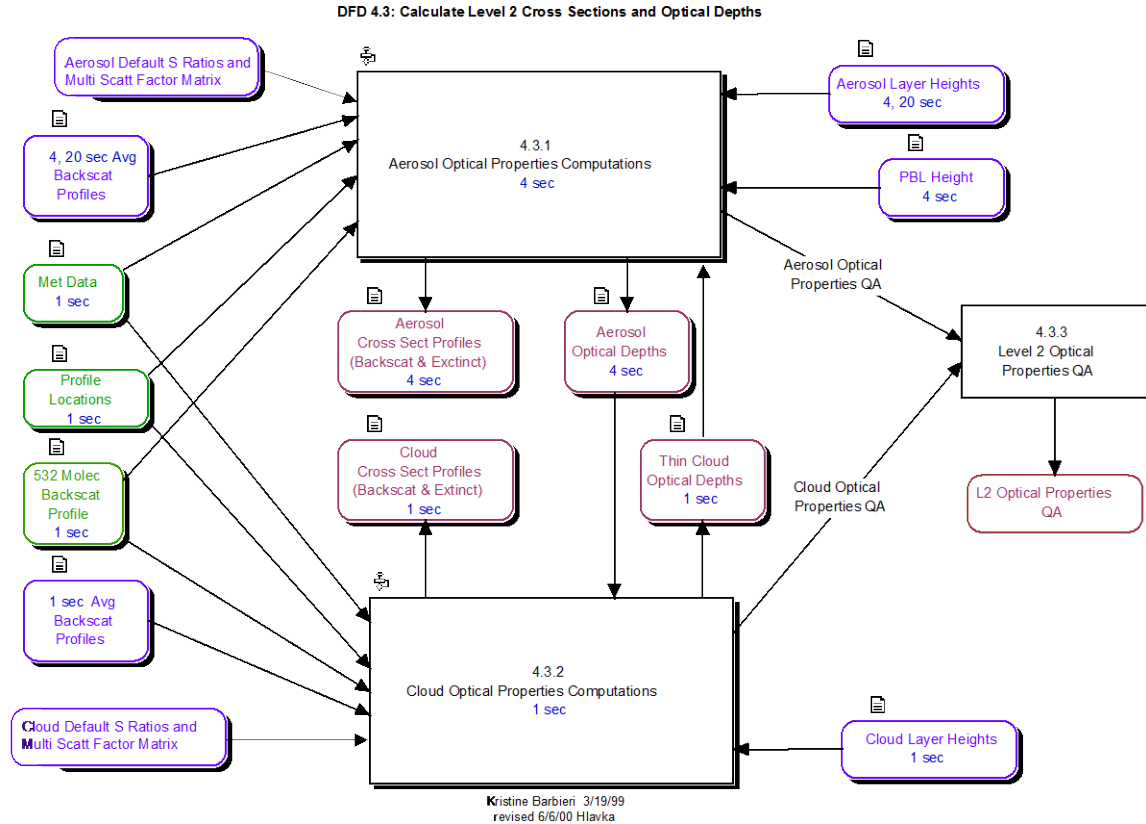 DFD 4.3: Calculate Level 2 Cross Sections and Optical Depths
Aerosol Default S Ratios and
Multi Scatt Factor Matrix
4, 20 sec Avg
Backscat
Profiles
Met Data
1 sec
Profile
Locations
1 sec
532 Molec
Backscat
Profile
1 sec
1 sec Avg
Backscat
Profiles
Cloud Default S Ratios and
Multi Scatt Factor Matrix
4.3.1
Aerosol Optical Properties Computations
4 sec
Aerosol Layer Heights
4, 20 sec
PBL Height
4 sec
Aerosol
Cross Sect Profiles
(Backscat & Exctinct)
4 sec
Aerosol
Optical Depths
4 sec
Cloud
Cross Sect Profiles
(Backscat & Extinct)
1 sec
Thin Cloud
Optical Depths
1 sec
Aerosol Optical
Properties QA
Cloud Optical
Properties QA
4.3.3
Level 2 Optical
Properties QA
L2 Optical Properties
QA
4.3.2
Cloud Optical Properties Computations
1 sec
Cloud Layer Heights
1 sec
Kristine Barbieri 3/19/99
revised 6/6/00 Hlavka